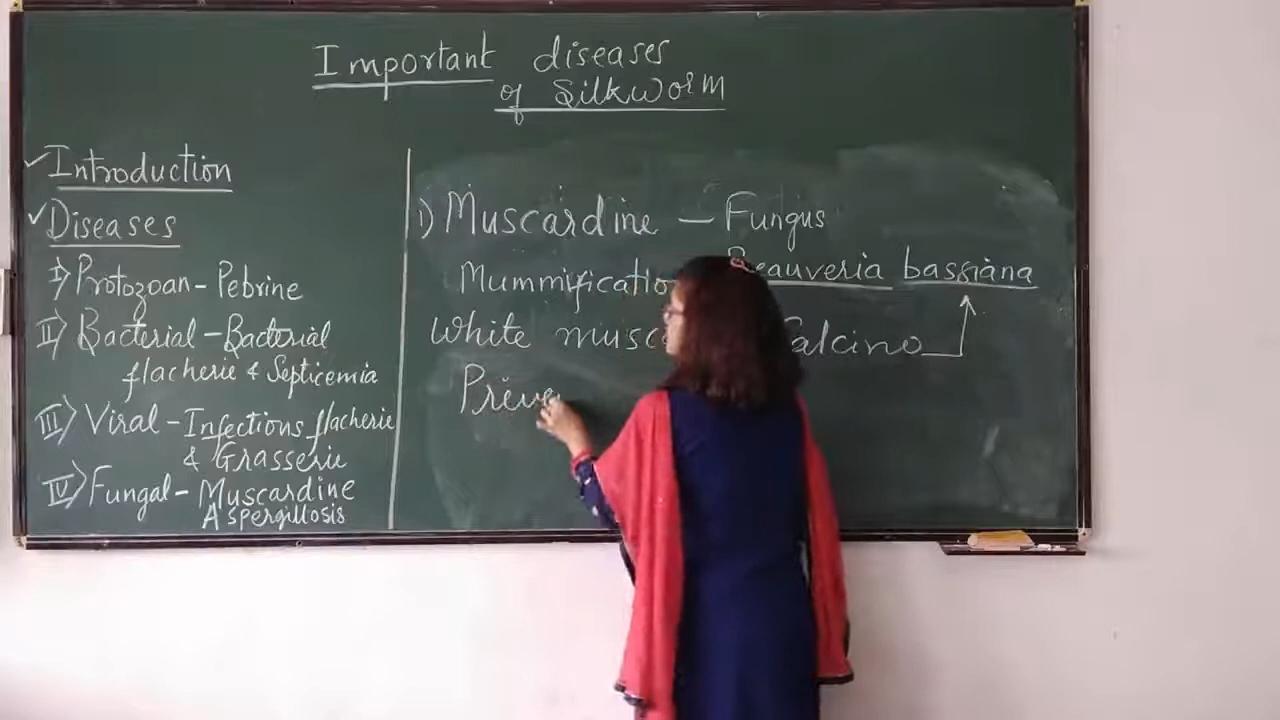 Important diseases
of Silkworm
✓Introduction
✓Diseases
I) Protozoan - Pebrine
II) Bacterial - Bacterial
flacherie & Septicemia
III) Viral - Infections flacherie
& Grasserie
IV) Fungal - Muscardine
Aspergillosis
1) Muscardine - Fungus
Beauveria bassiana
Mummificatio
White musc
Calcino
Preve